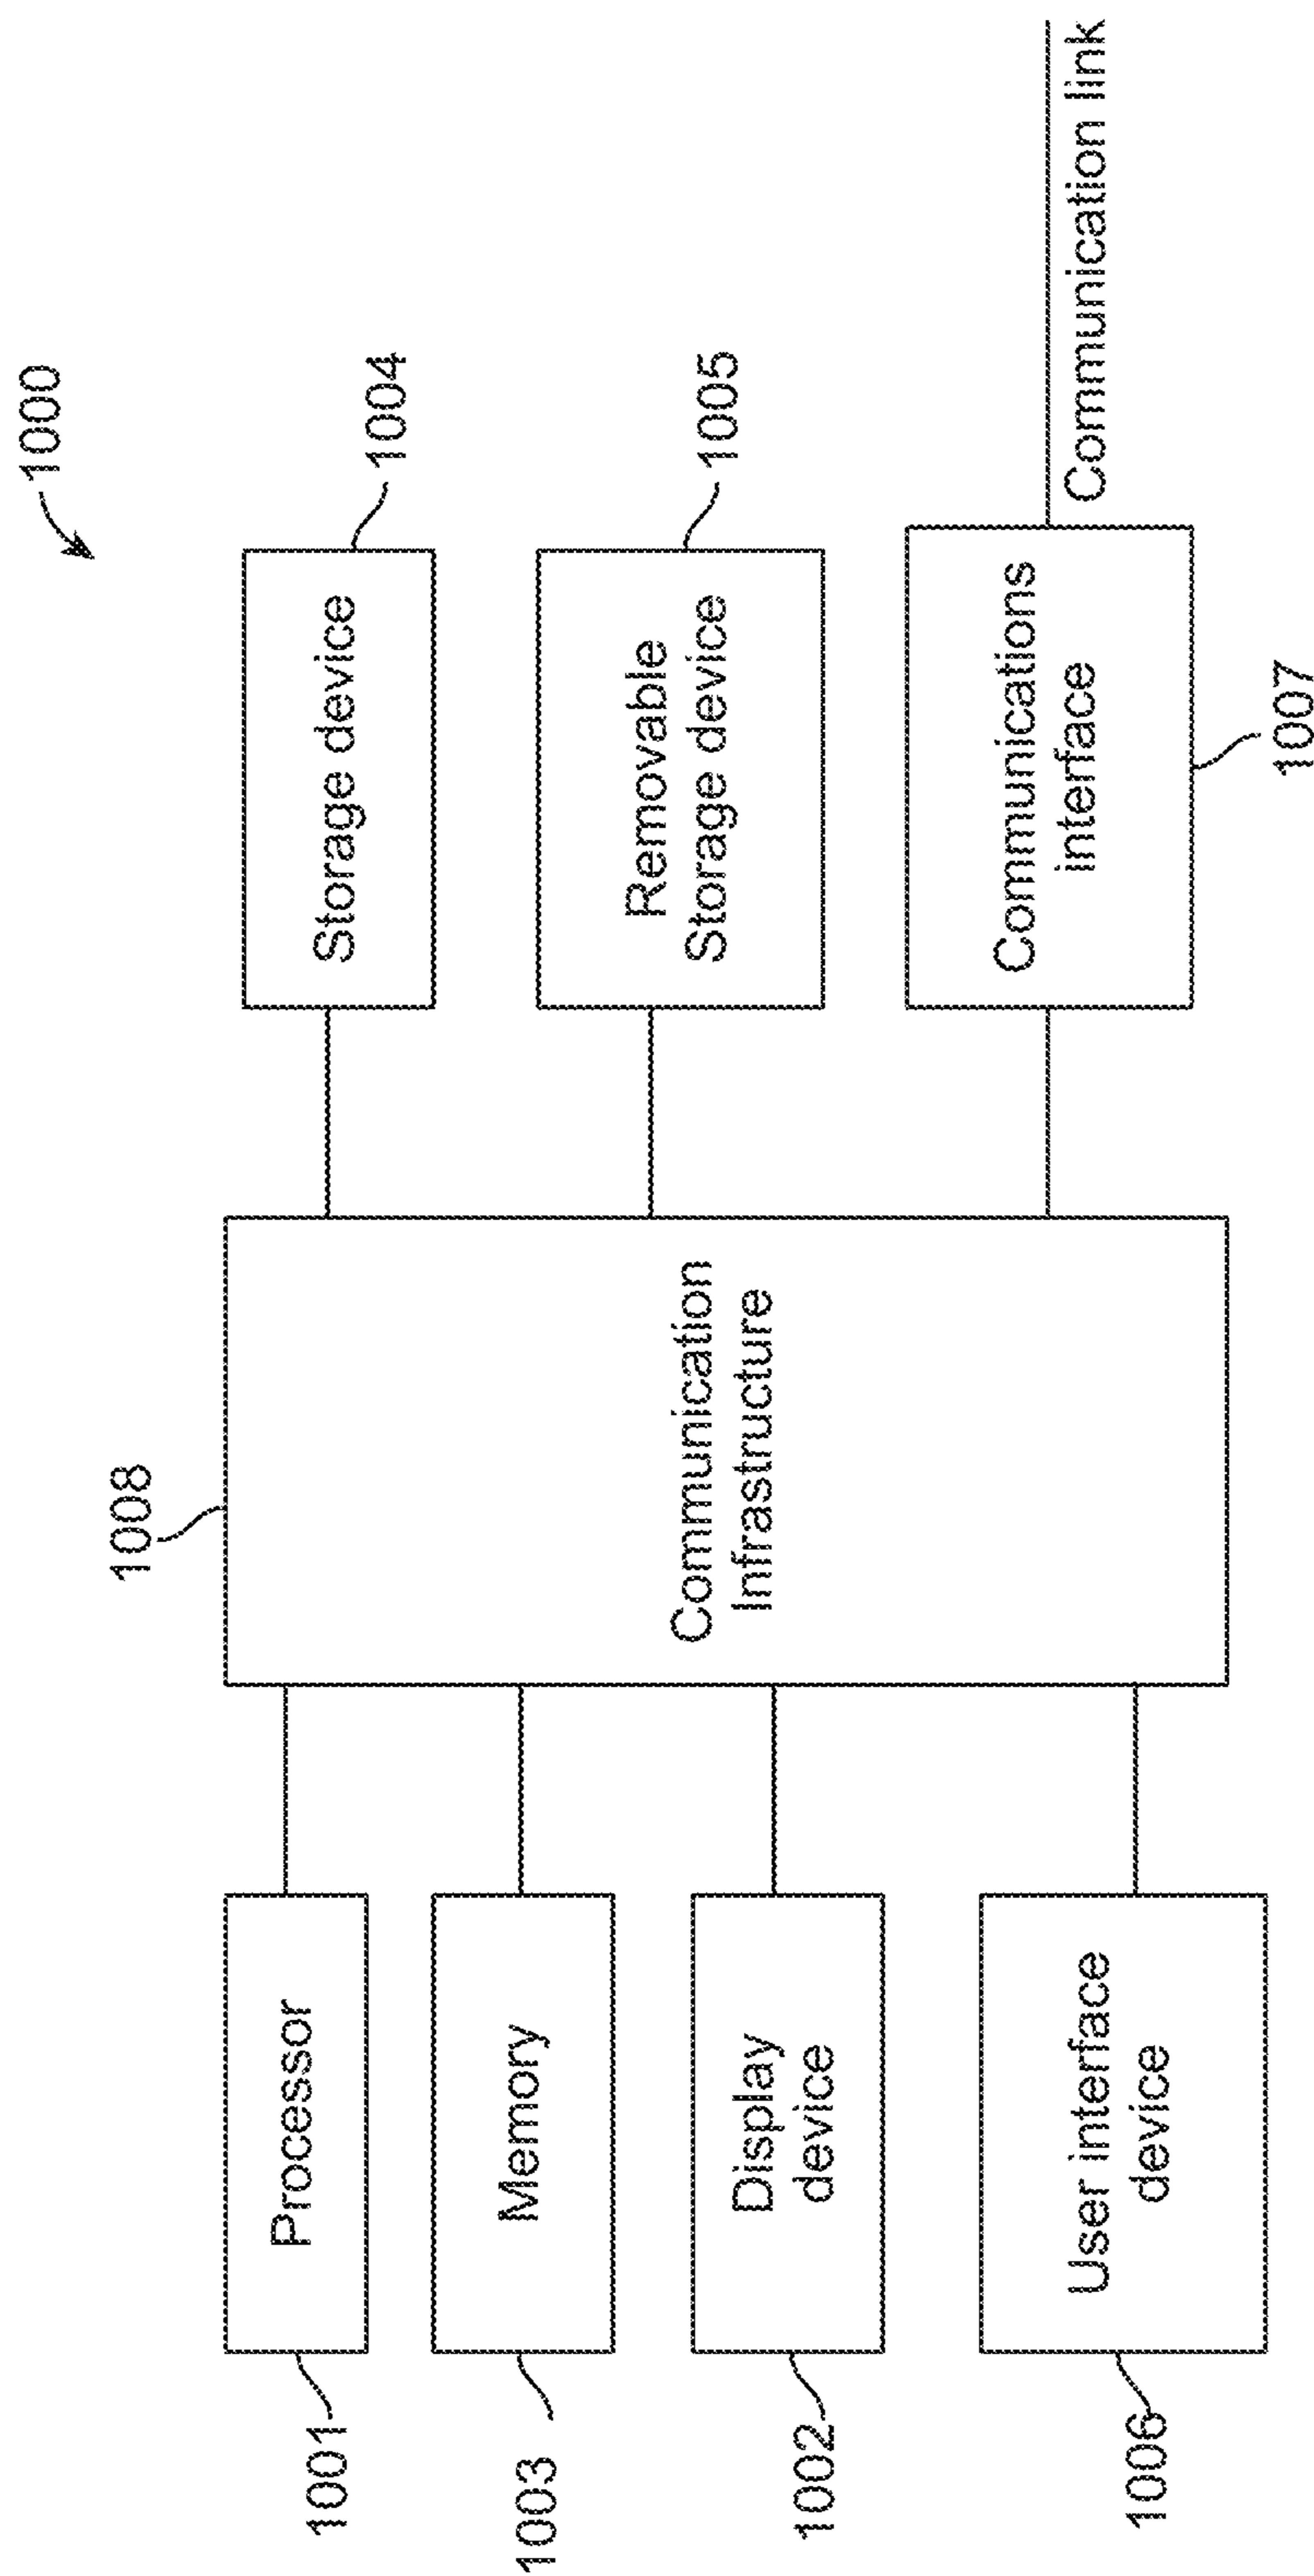 1000
1008
1001
Processor
1003
Memory
1002
Display
device
1006
User interface
device
Communication
Infrastructure
Storage device
1004
Removable
Storage device
1005
Communications
interface
1007
Communication link